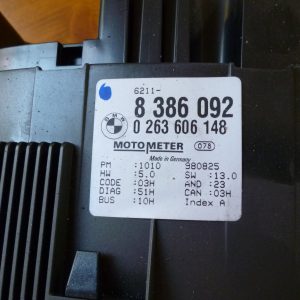 6211-
8 386 092
BMW
0 263 606 148
MOTOMETER 078
Made in Germany
PM :1010 980825
HW :5.0 SW :13.0
CODE :03H AND :23
DIAG :51H CAN :03H
BUS :10H Index A